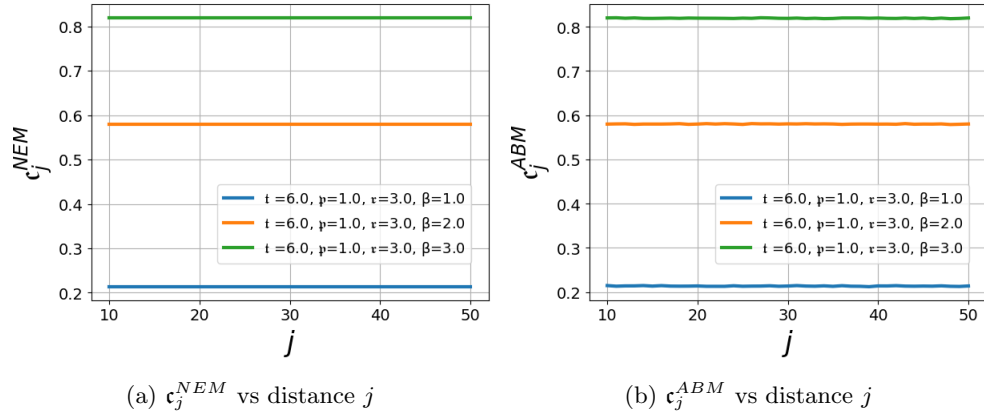 0.8
0.7
0.6
0.5
0.4
0.3
0.2
10 20 30 40 50
𝔠_j^{NEM}
j
𝔱 =6.0, 𝔭=1.0, 𝔯=3.0, β=1.0
𝔱 =6.0, 𝔭=1.0, 𝔯=3.0, β=2.0
𝔱 =6.0, 𝔭=1.0, 𝔯=3.0, β=3.0
(a) 𝔠_j^{NEM} vs distance j
0.8
0.7
0.6
0.5
0.4
0.3
0.2
10 20 30 40 50
𝔠_j^{ABM}
j
𝔱 =6.0, 𝔭=1.0, 𝔯=3.0, β=1.0
𝔱 =6.0, 𝔭=1.0, 𝔯=3.0, β=2.0
𝔱 =6.0, 𝔭=1.0, 𝔯=3.0, β=3.0
(b) 𝔠_j^{ABM} vs distance j